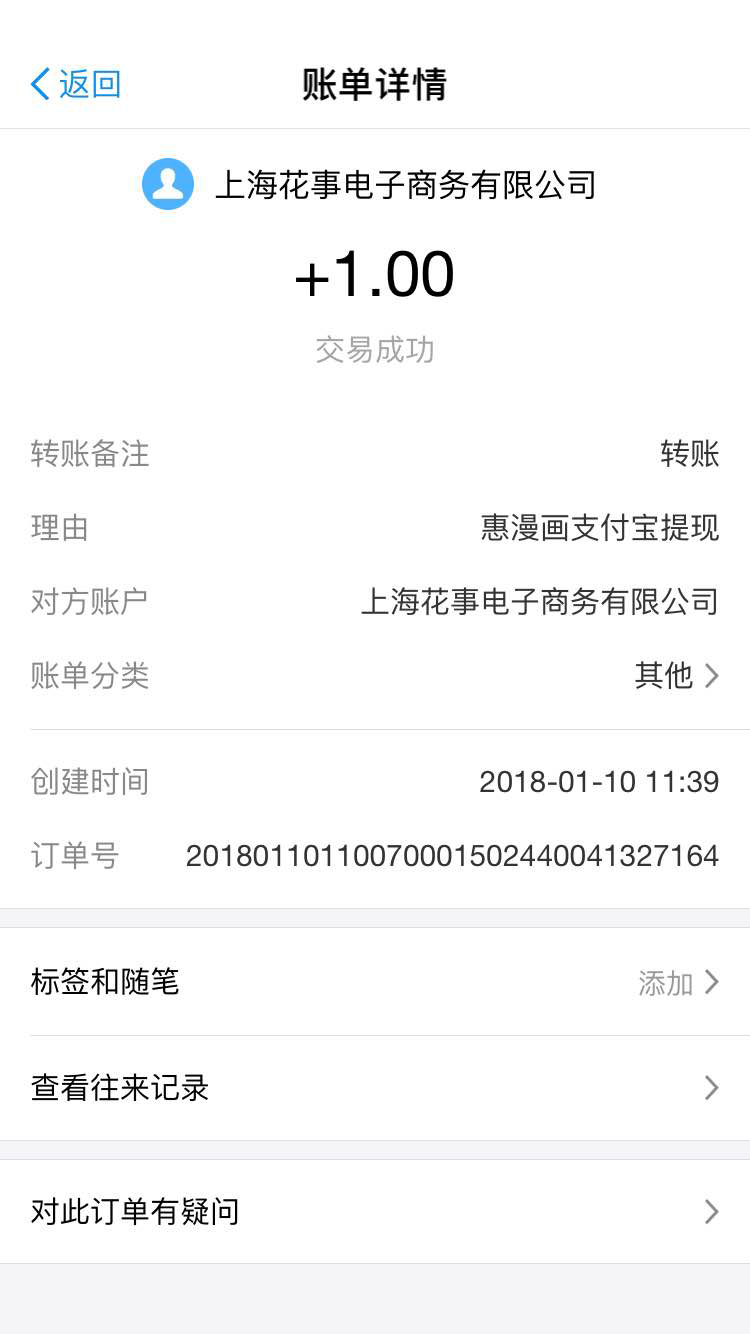 返回
账单详情
上海花事电子商务有限公司
+1.00
交易成功
转账备注 转账
理由 惠漫画支付宝提现
对方账户 上海花事电子商务有限公司
账单分类 其他
创建时间 2018-01-10 11:39
订单号 20180110110070001502440041327164
标签和随笔 添加
查看往来记录
对此订单有疑问